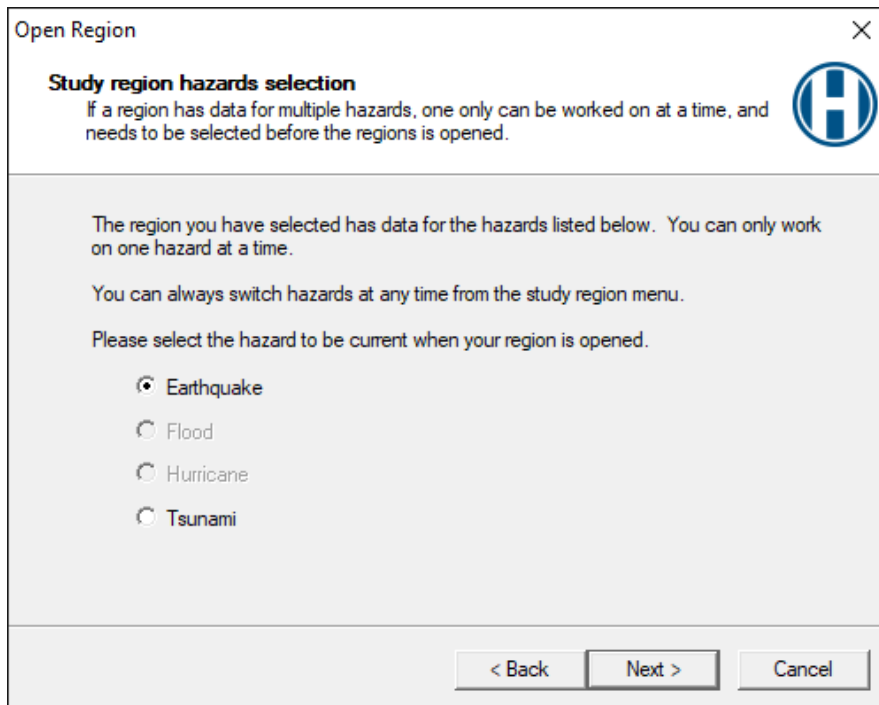 Open Region
Study region hazards selection
If a region has data for multiple hazards, one only can be worked on at a time, and
needs to be selected before the regions is opened.
The region you have selected has data for the hazards listed below.  You can only work
on one hazard at a time.
You can always switch hazards at any time from the study region menu.
Please select the hazard to be current when your region is opened.
Earthquake
Flood
Hurricane
Tsunami
< Back
Next >
Cancel